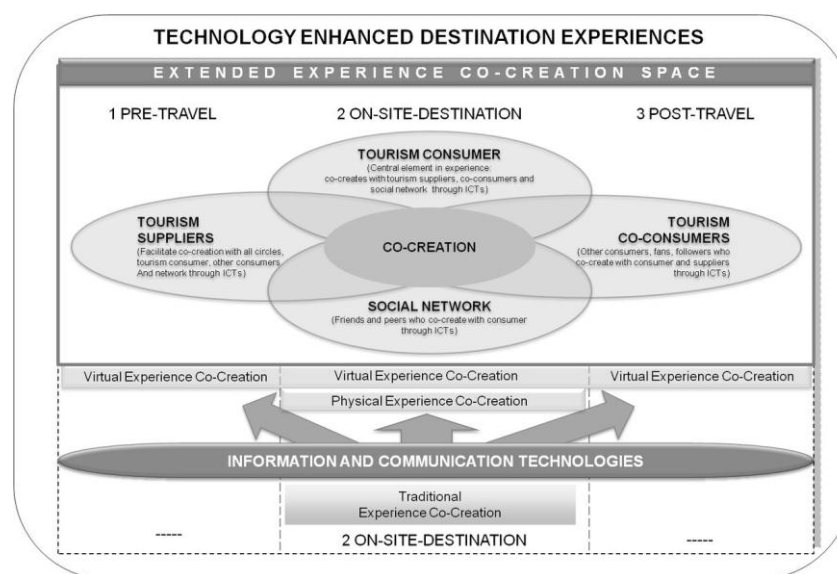 TECHNOLOGY ENHANCED DESTINATION EXPERIENCES
EXTENDED EXPERIENCE CO-CREATION SPACE
1 PRE-TRAVEL
2 ON-SITE-DESTINATION
3 POST-TRAVEL
TOURISM CONSUMER
(Central element in experience:
co-creates with tourism suppliers, co-consumers and
social network through ICTs)
TOURISM
SUPPLIERS
(Facilitate co-creation with all circles,
tourism consumer, other consumers.
And network through ICTs)
CO-CREATION
TOURISM
CO-CONSUMERS
(Other consumers, fans, followers who
co-create with consumer and suppliers
through ICTs)
SOCIAL NETWORK
(Friends and peers who co-create with consumer
through ICTs)
Virtual Experience Co-Creation
Virtual Experience Co-Creation
Virtual Experience Co-Creation
Physical Experience Co-Creation
INFORMATION AND COMMUNICATION TECHNOLOGIES
Traditional
Experience Co-Creation
-----
2 ON-SITE-DESTINATION
-----